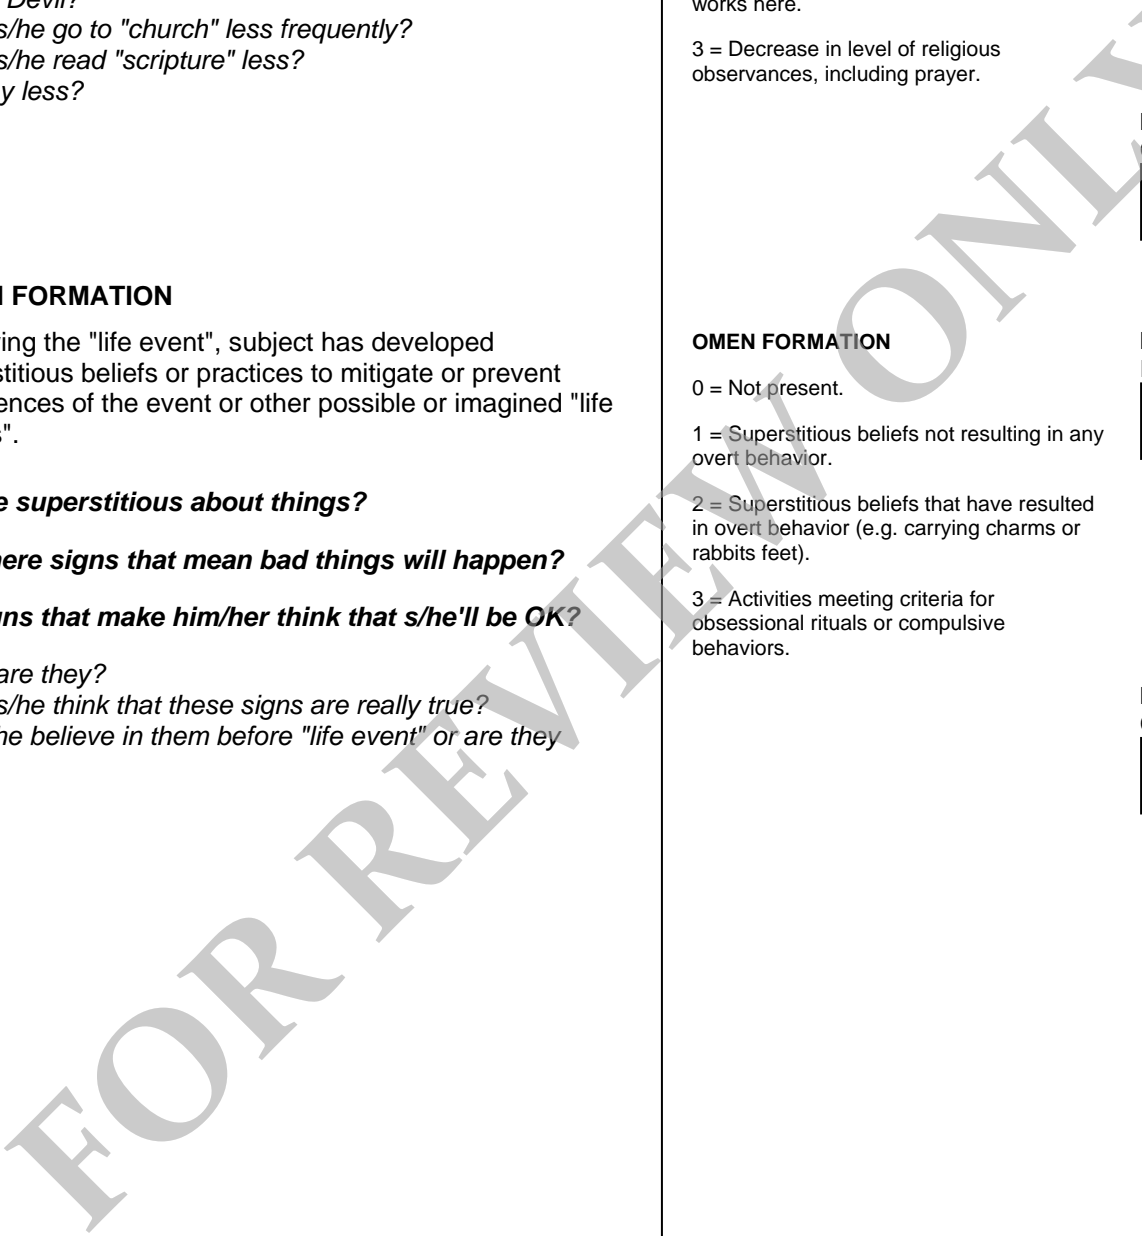 Devil?
s/he go to "church" less frequently?
s/he read "scripture" less?
y less?
FORMATION
ing the "life event", subject has developed
stitious beliefs or practices to mitigate or prevent
ences of the event or other possible or imagined "life
s".
e superstitious about things?
ere signs that mean bad things will happen?
ns that make him/her think that s/he'll be OK?
are they?
s/he think that these signs are really true?
he believe in them before "life event" or are they
works here.
3 = Decrease in level of religious
observances, including prayer.
OMEN FORMATION
0 = Not present.
1 = Superstitious beliefs not resulting in any
overt behavior.
2 = Superstitious beliefs that have resulted
in overt behavior (e.g. carrying charms or
rabbits feet).
3 = Activities meeting criteria for
obsessional rituals or compulsive
behaviors.
FOR REVIEW ONLY